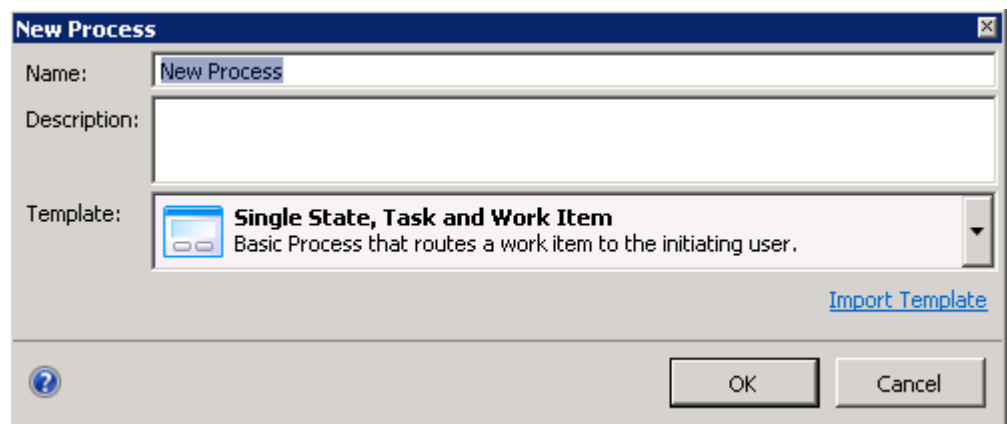 New Process
Name: New Process
Description:
Template: Single State, Task and Work Item
Basic Process that routes a work item to the initiating user.
Import Template
? OK Cancel